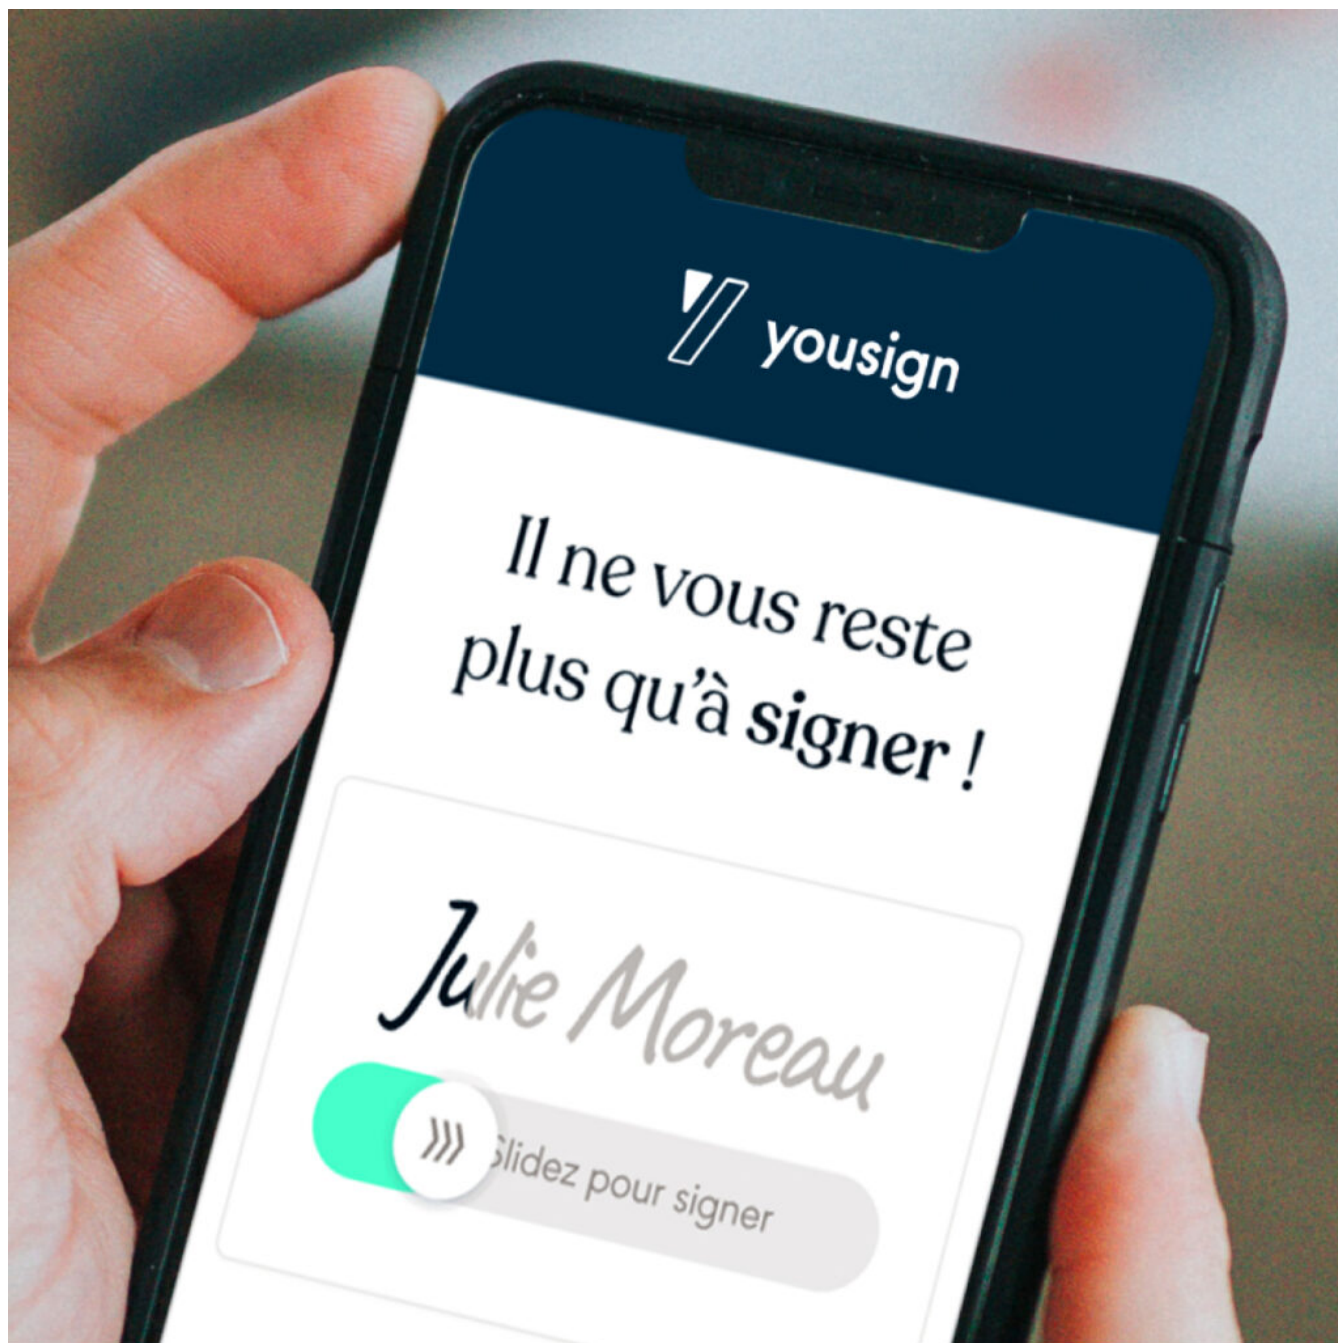 yousign
Il ne vous reste
plus qu’à signer !
Julie Moreau
Slidez pour signer